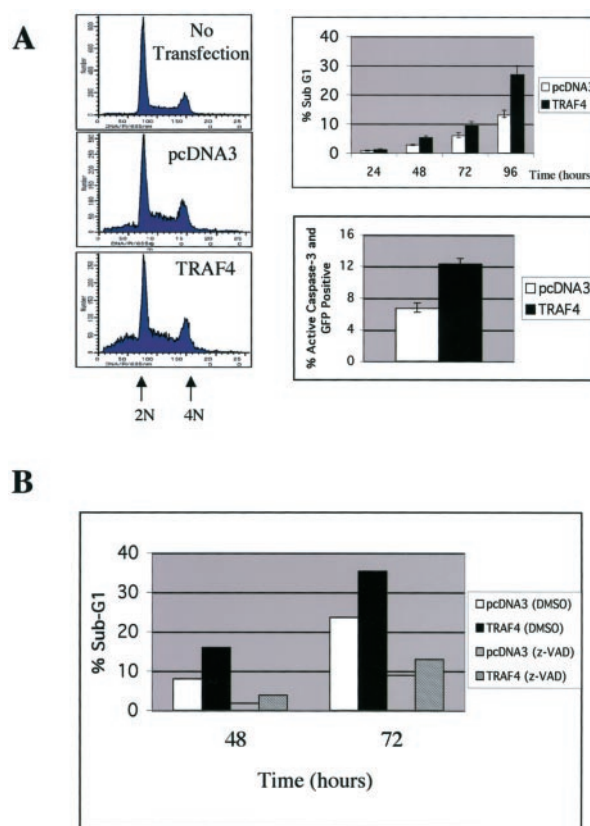 A
No
Transfection
pcDNA3
TRAF4
2N
4N
% Sub G1
40
30
20
10
0
24 48 72 96 Time (hours)
pcDNA3
TRAF4
% Active Caspase-3 and
GFP Positive
16
12
8
4
0
pcDNA3
TRAF4
B
% Sub-G1
40
30
20
10
0
48 72
Time (hours)
pcDNA3 (DMSO)
TRAF4 (DMSO)
pcDNA3 (z-VAD)
TRAF4 (z-VAD)